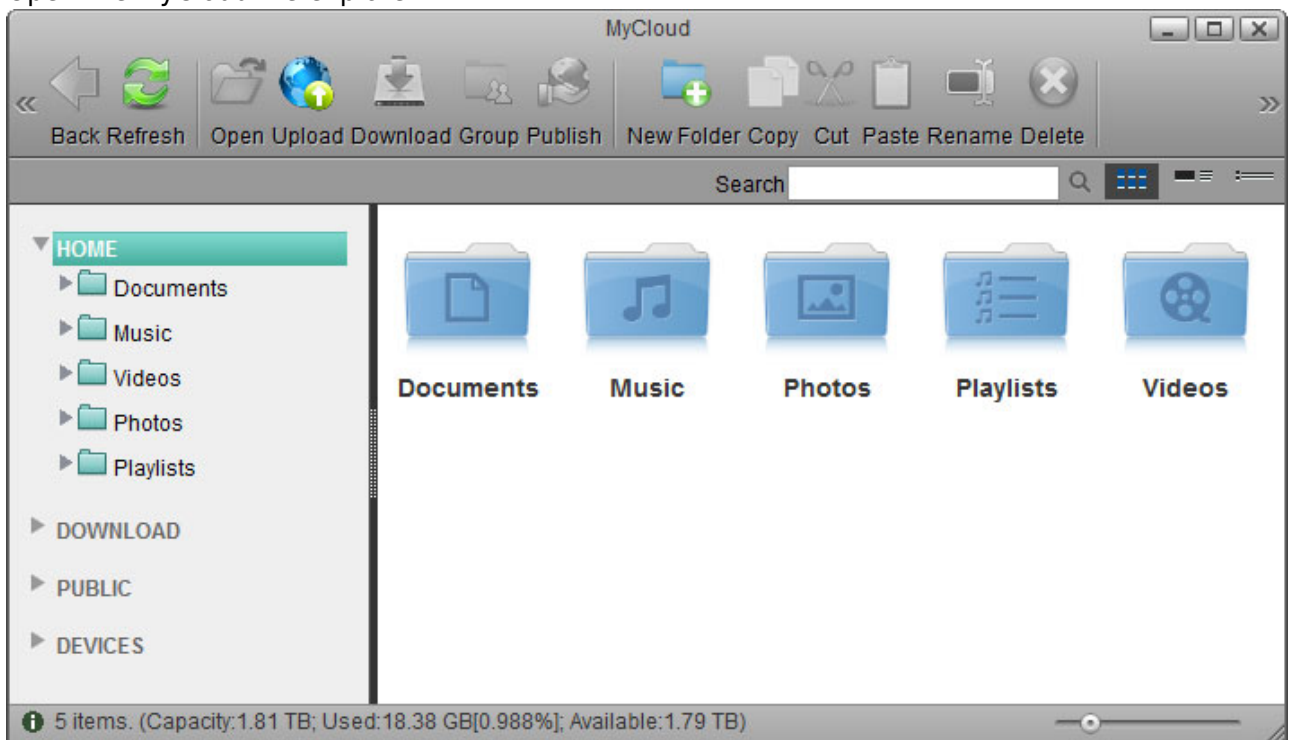 MyCloud
Back Refresh Open Upload Download Group Publish New Folder Copy Cut Paste Rename Delete
Search
HOME
Documents
Music
Videos
Photos
Playlists
DOWNLOAD
PUBLIC
DEVICES
Documents Music Photos Playlists Videos
5 items. (Capacity:1.81 TB; Used:18.38 GB[0.988%]; Available:1.79 TB)